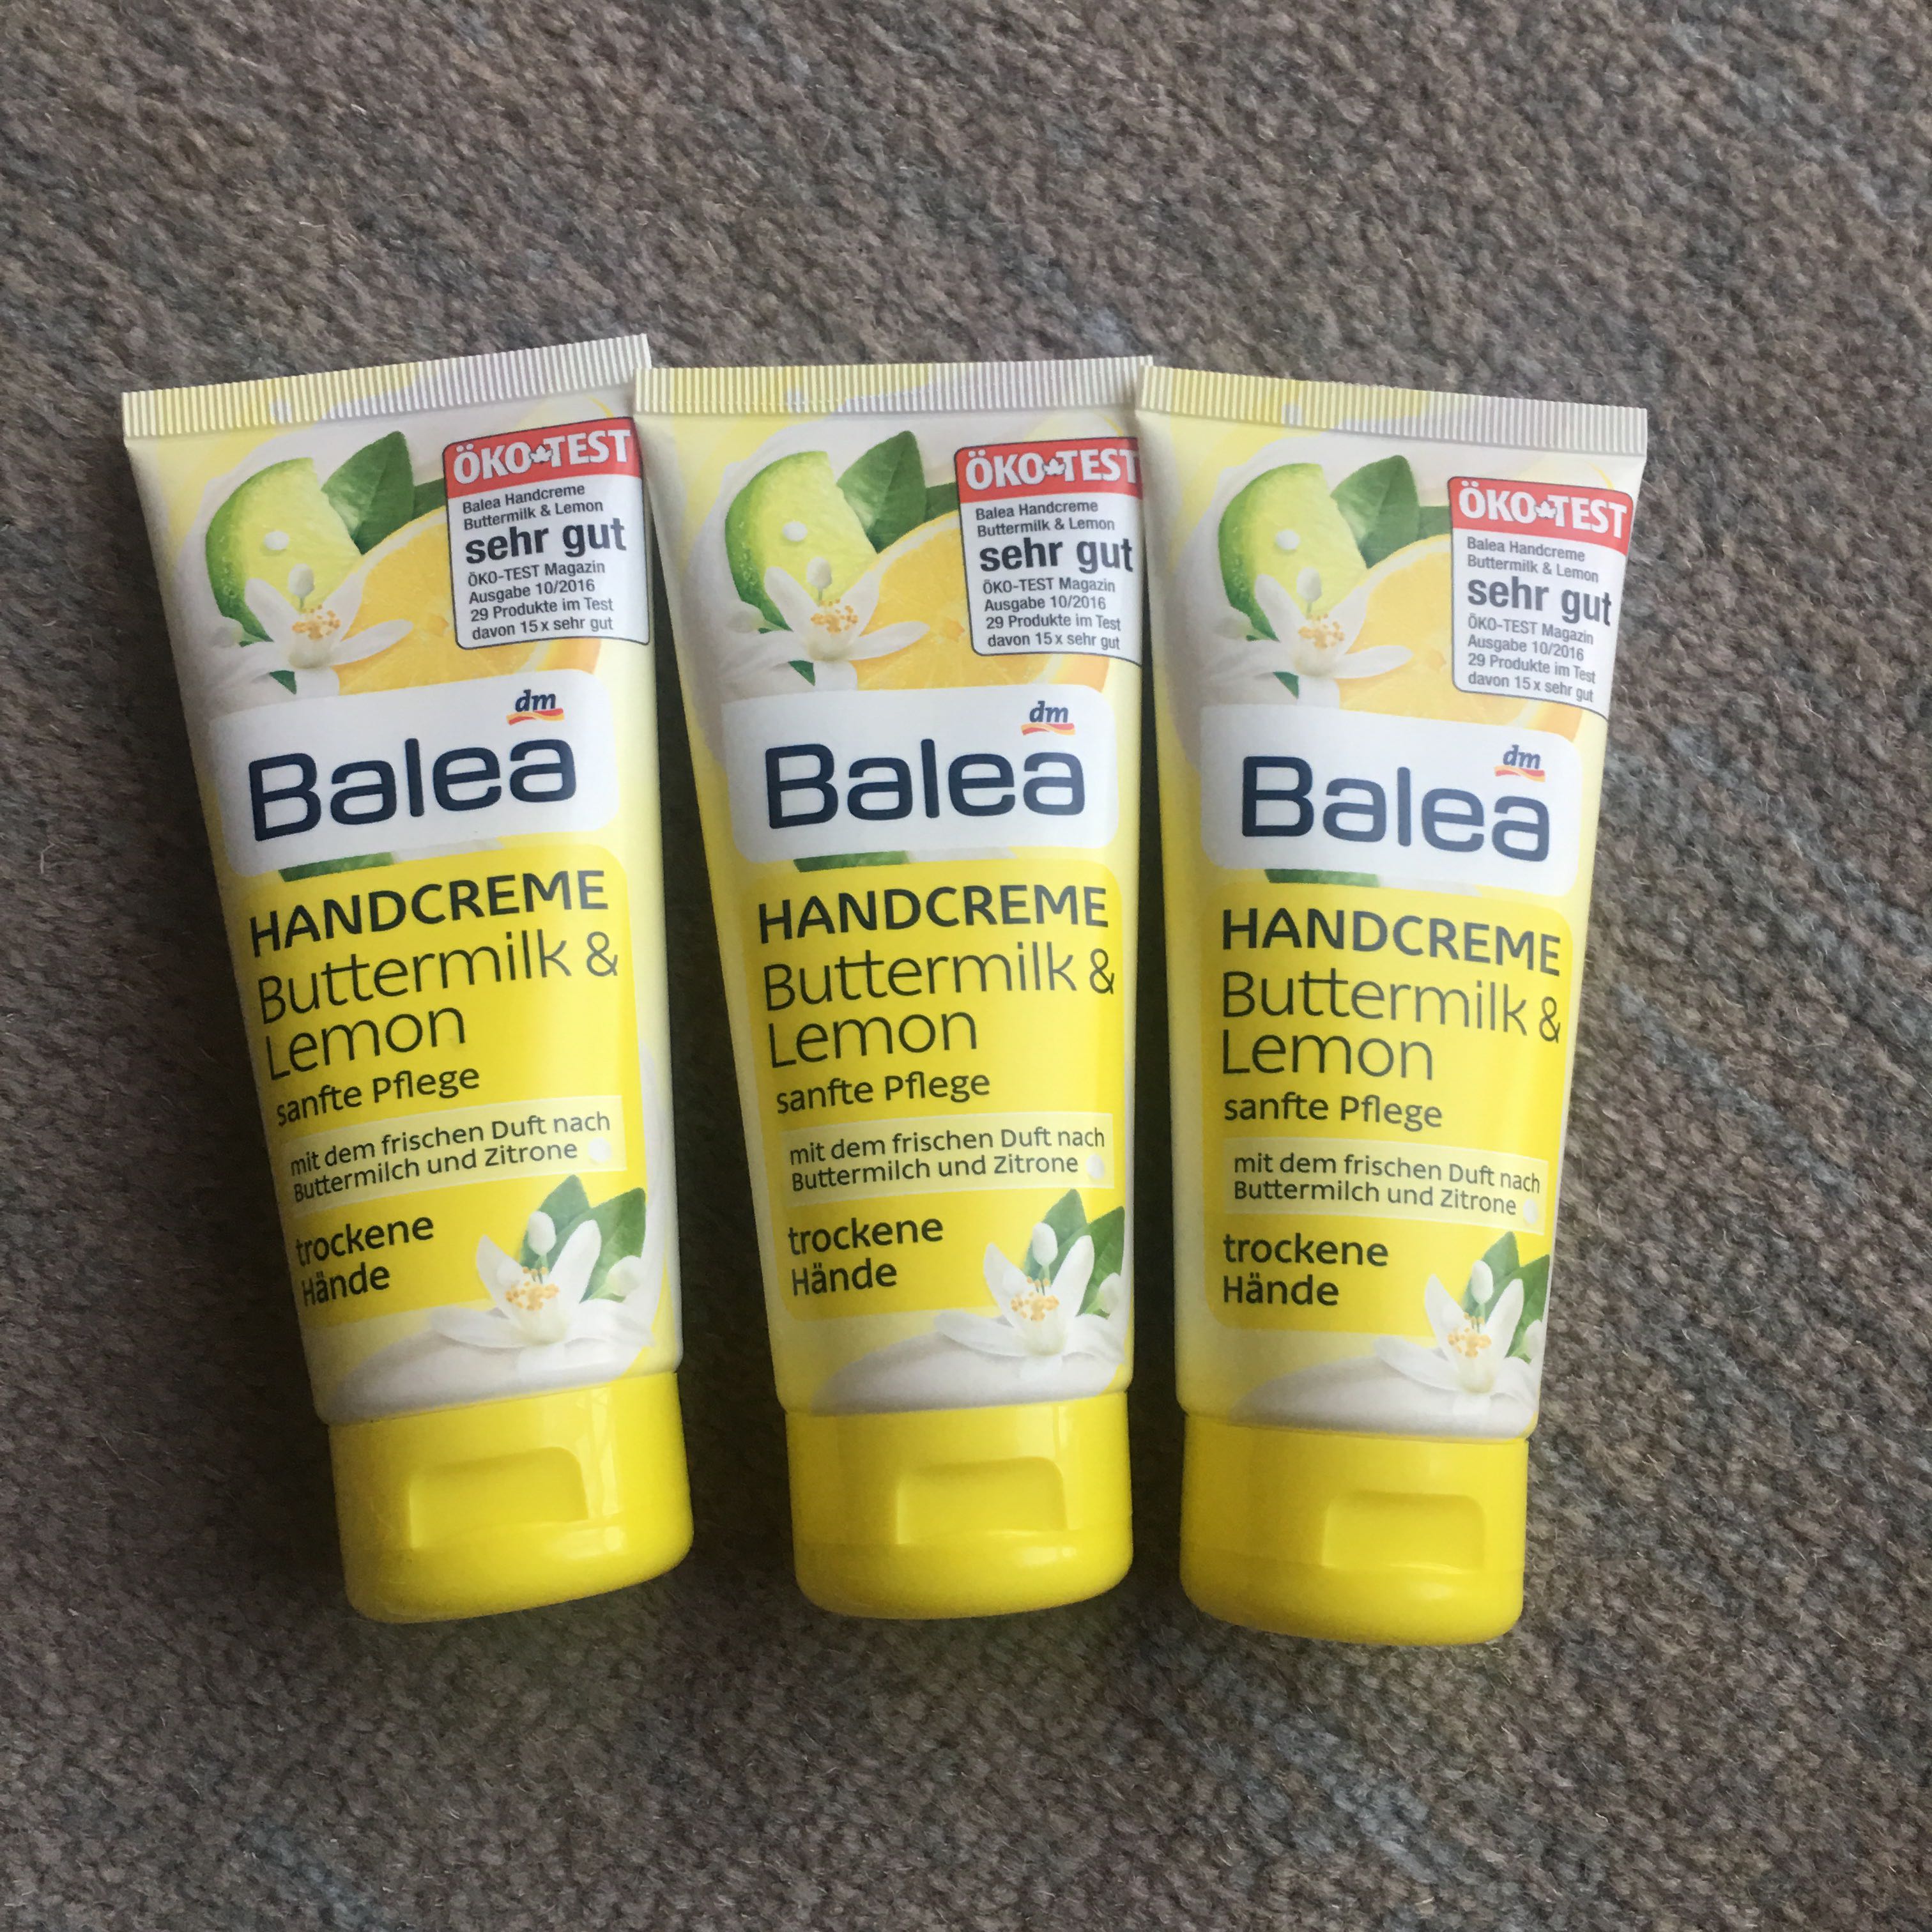 ÖKO TEST
Balea Handcreme
Buttermilk & Lemon
sehr gut
ÖKO-TEST Magazin
Ausgabe 10/2016
29 Produkte im Test
davon 15 x sehr gut
dm
Balea
HANDCREME
Buttermilk &
Lemon
sanfte Pflege
mit dem frischen Duft nach
Buttermilch und Zitrone
trockene
Hände
ÖKO TEST
Balea Handcreme
Buttermilk & Lemon
sehr gut
ÖKO-TEST Magazin
Ausgabe 10/2016
29 Produkte im Test
davon 15 x sehr gut
dm
Balea
HANDCREME
Buttermilk &
Lemon
sanfte Pflege
mit dem frischen Duft nach
Buttermilch und Zitrone
trockene
Hände
ÖKO TEST
Balea Handcreme
Buttermilk & Lemon
sehr gut
ÖKO-TEST Magazin
Ausgabe 10/2016
29 Produkte im Test
davon 15 x sehr gut
dm
Balea
HANDCREME
Buttermilk &
Lemon
sanfte Pflege
mit dem frischen Duft nach
Buttermilch und Zitrone
trockene
Hände